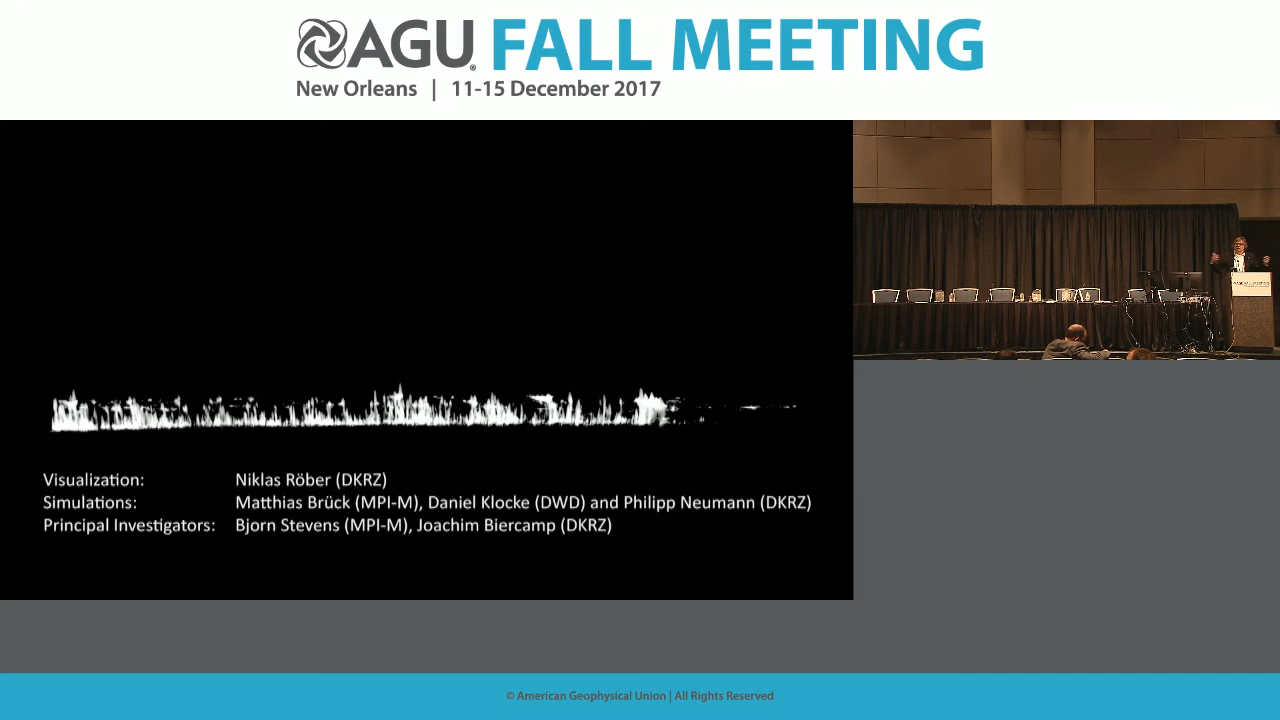 AGU FALL MEETING
New Orleans | 11-15 December 2017
Visualization: Niklas Röber (DKRZ)
Simulations: Matthias Brück (MPI-M), Daniel Klocke (DWD) and Philipp Neumann (DKRZ)
Principal Investigators: Bjorn Stevens (MPI-M), Joachim Biercamp (DKRZ)
© American Geophysical Union | All Rights Reserved